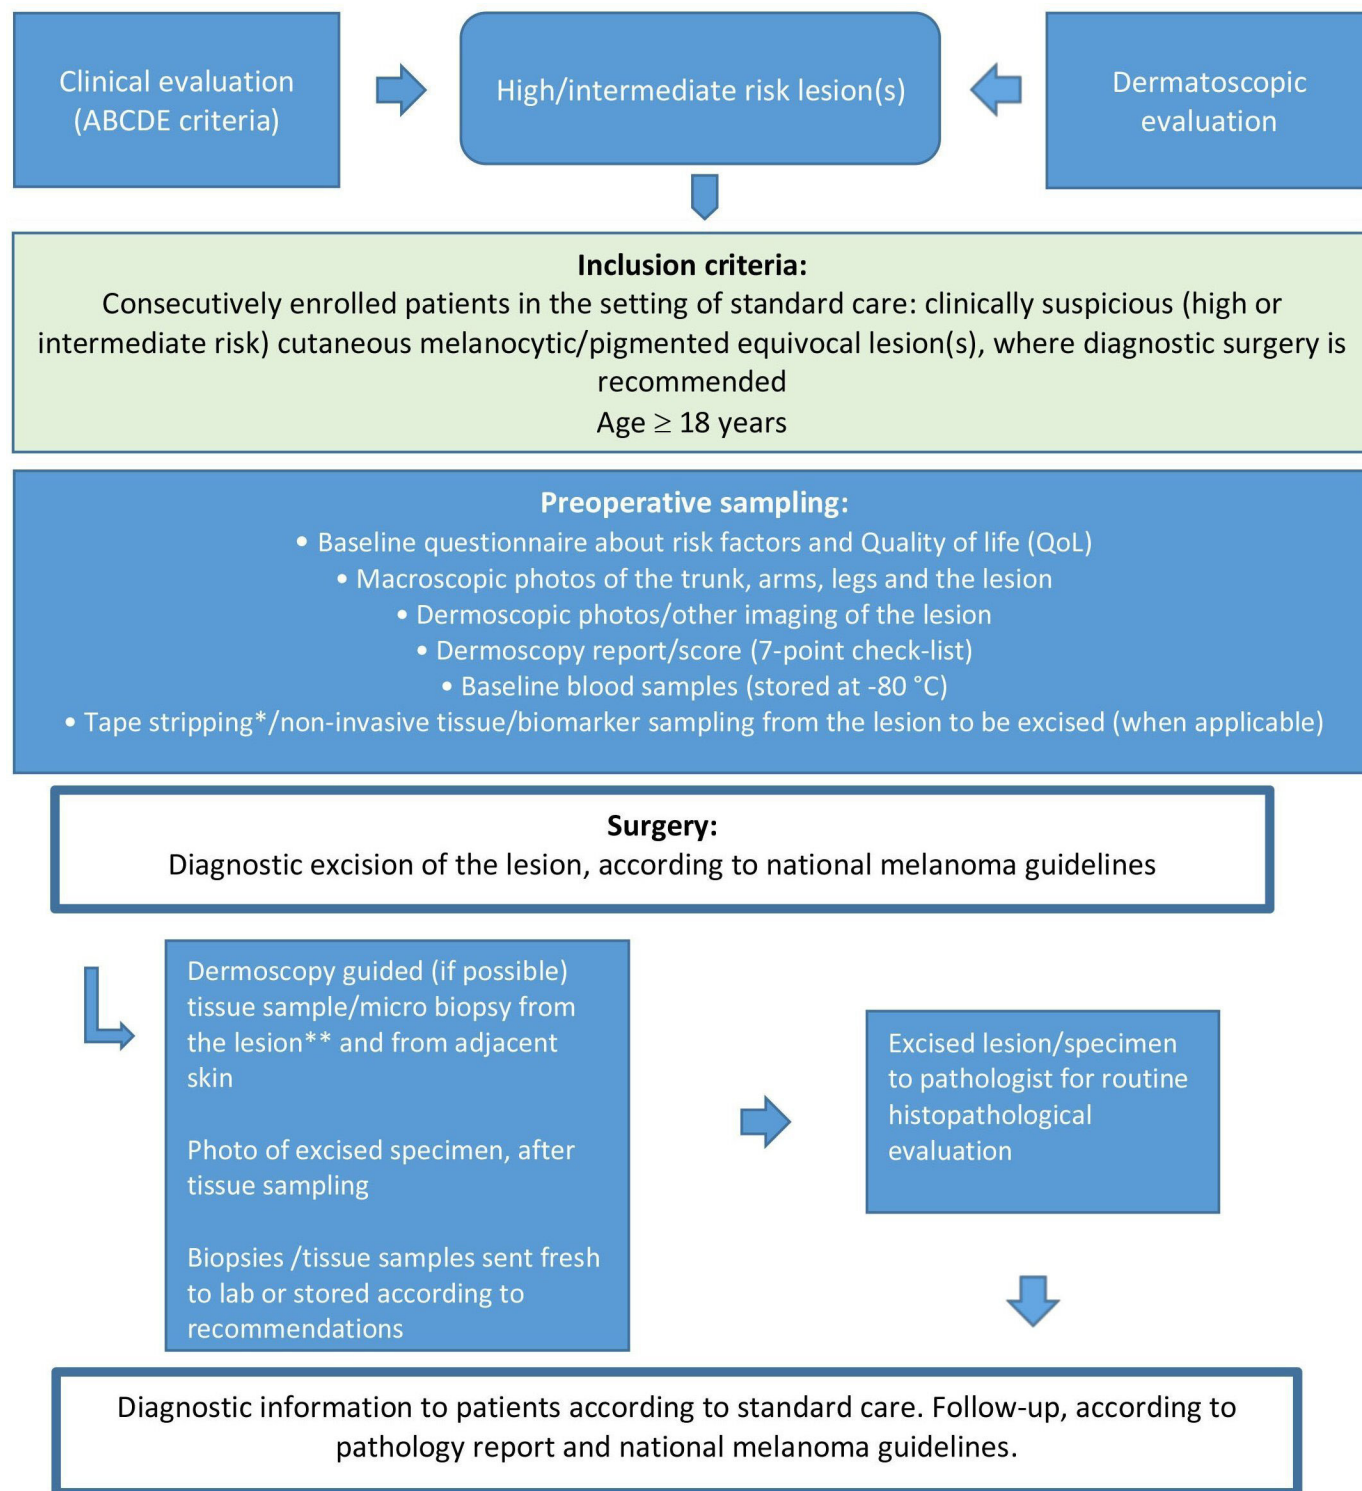 Clinical evaluation
(ABCDE criteria)
High/intermediate risk lesion(s)
Dermatoscopic
evaluation
Inclusion criteria:
Consecutively enrolled patients in the setting of standard care: clinically suspicious (high or
intermediate risk) cutaneous melanocytic/pigmented equivocal lesion(s), where diagnostic surgery is
recommended
Age ≥ 18 years
Preoperative sampling:
• Baseline questionnaire about risk factors and Quality of life (QoL)
• Macroscopic photos of the trunk, arms, legs and the lesion
• Dermoscopic photos/other imaging of the lesion
• Dermoscopy report/score (7-point check-list)
• Baseline blood samples (stored at -80 °C)
• Tape stripping*/non-invasive tissue/biomarker sampling from the lesion to be excised (when applicable)
Surgery:
Diagnostic excision of the lesion, according to national melanoma guidelines
Dermoscopy guided (if possible)
tissue sample/micro biopsy from
the lesion** and from adjacent
skin
Photo of excised specimen, after
tissue sampling
Biopsies /tissue samples sent fresh
to lab or stored according to
recommendations
Excised lesion/specimen
to pathologist for routine
histopathological
evaluation
Diagnostic information to patients according to standard care. Follow-up, according to
pathology report and national melanoma guidelines.